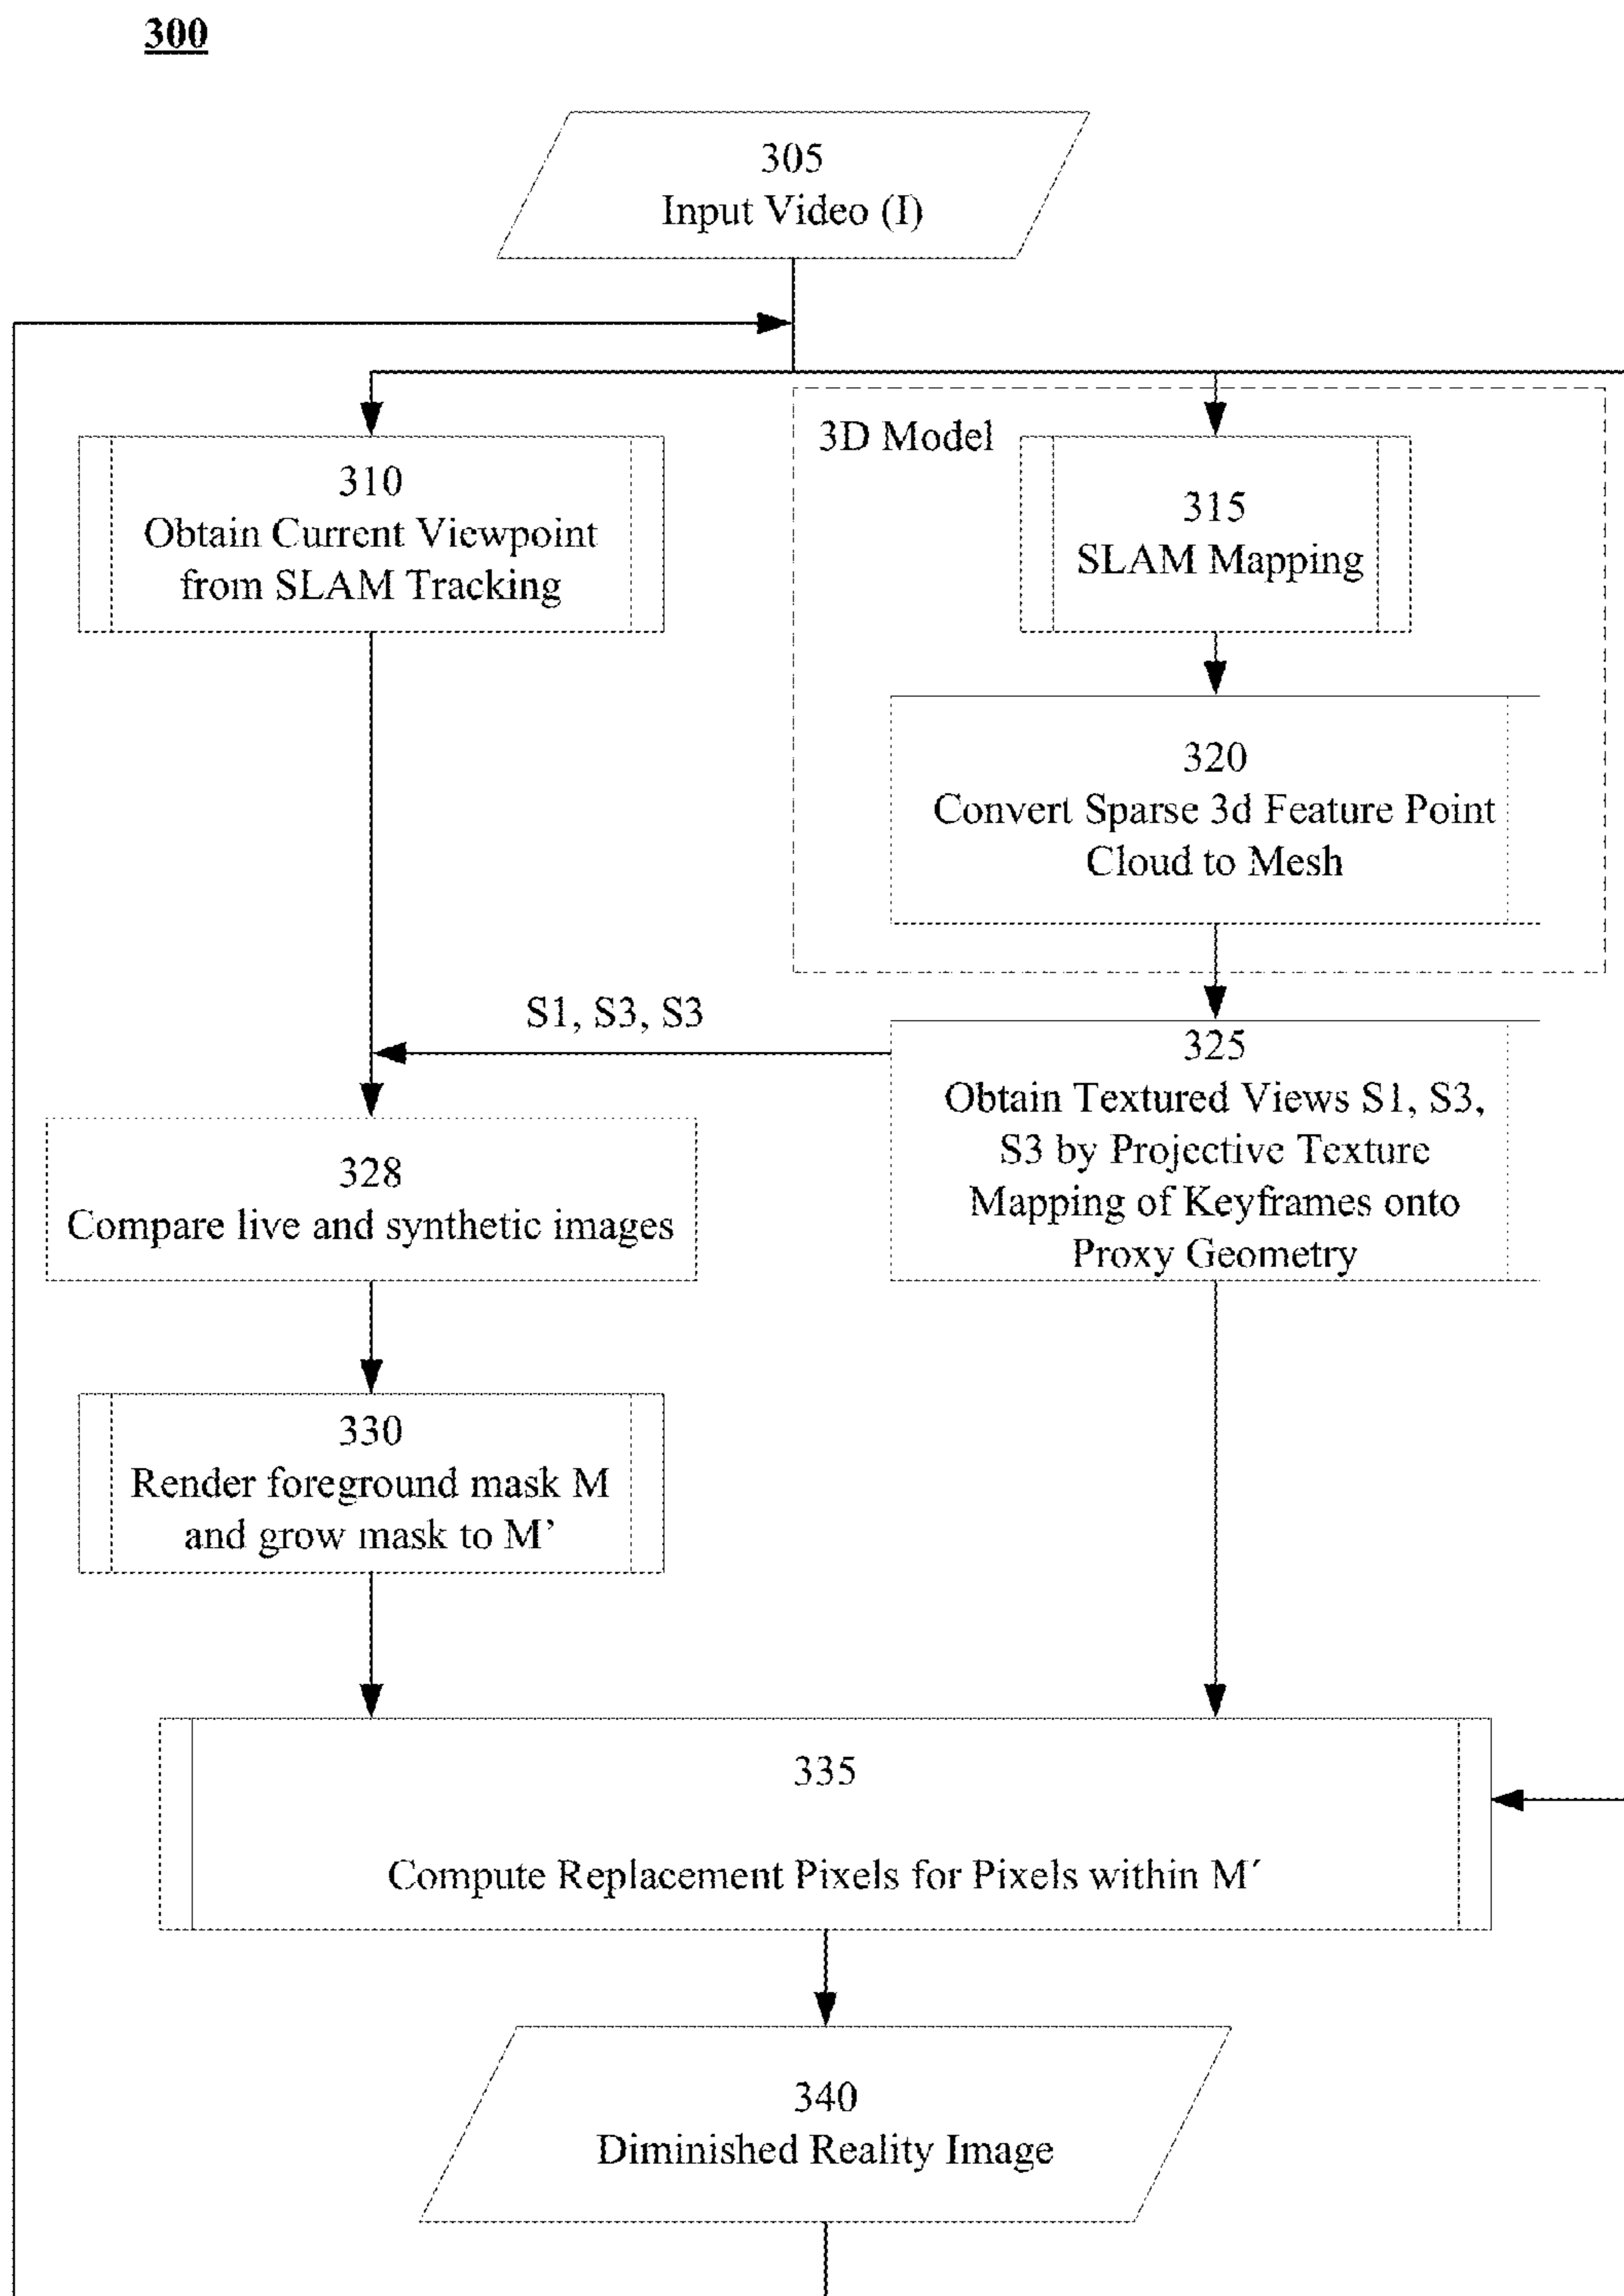 300
305
Input Video (I)
3D Model
310
Obtain Current Viewpoint
from SLAM Tracking
315
SLAM Mapping
320
Convert Sparse 3d Feature Point
Cloud to Mesh
S1, S3, S3
325
Obtain Textured Views S1, S3,
S3 by Projective Texture
Mapping of Keyframes onto
Proxy Geometry
328
Compare live and synthetic images
330
Render foreground mask M
and grow mask to M’
335
Compute Replacement Pixels for Pixels within M´
340
Diminished Reality Image